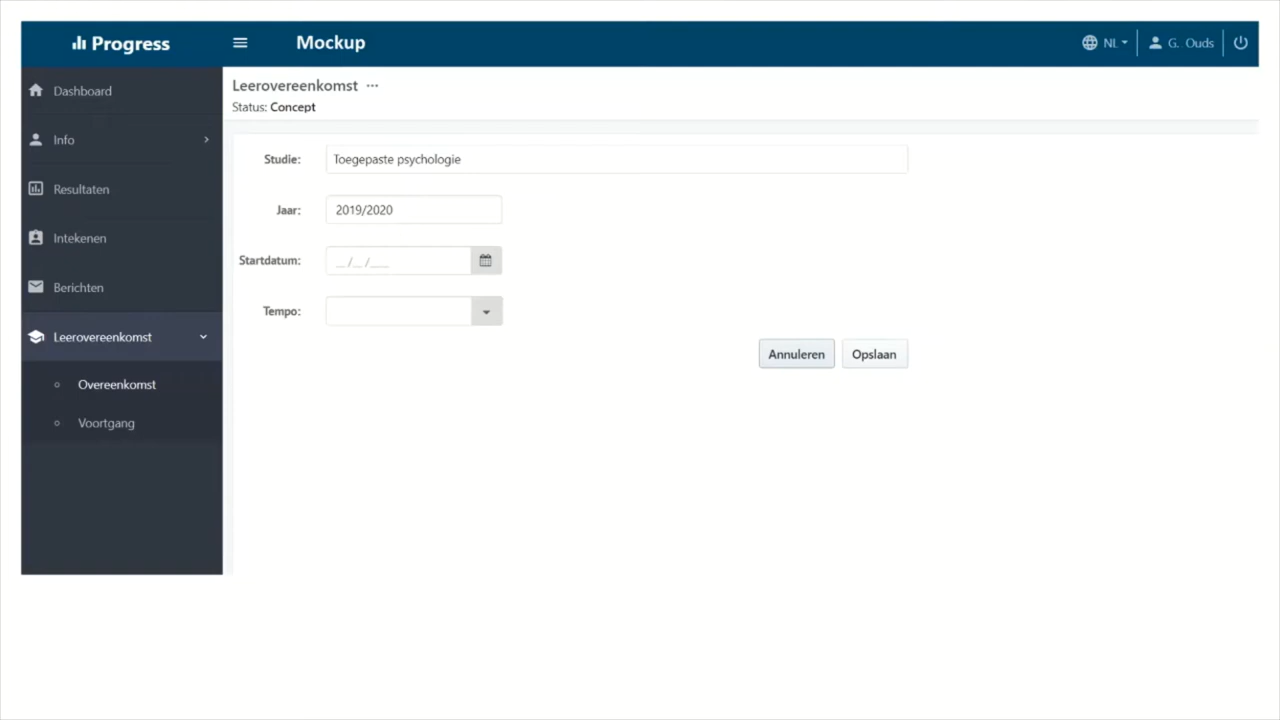 Progress
Mockup
NL
G. Ouds
Dashboard
Info
Resultaten
Intekenen
Berichten
Leerovereenkomst
Overeenkomst
Voortgang
Leerovereenkomst ...
Status: Concept
Studie: Toegepaste psychologie
Jaar: 2019/2020
Startdatum: __/__/____
Tempo:
Annuleren Opslaan